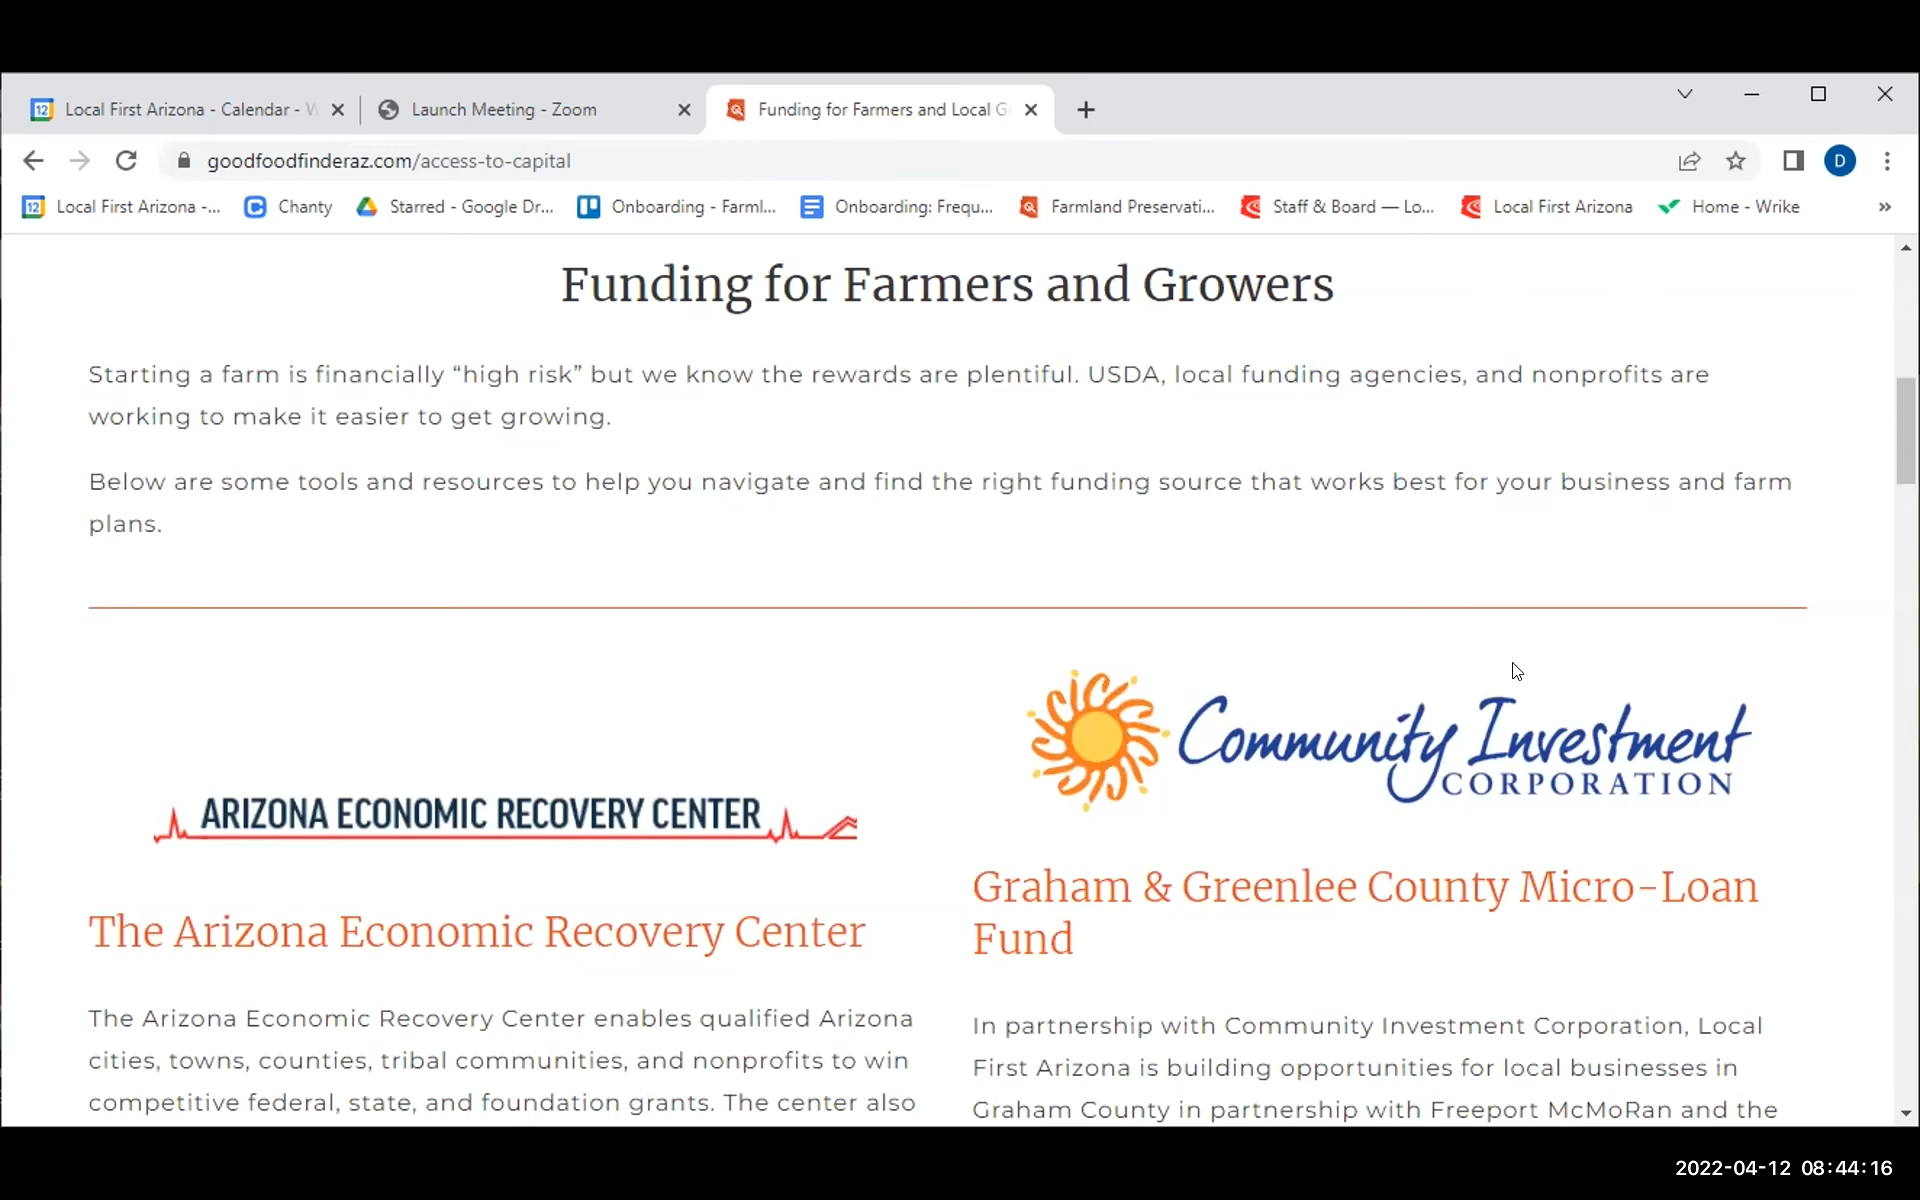 Local First Arizona - Calendar - W
Launch Meeting - Zoom
Funding for Farmers and Local G
goodfoodfinderaz.com/access-to-capital
D
12 Local First Arizona -...
Chanty
Starred - Google Dr...
Onboarding - Farml...
Onboarding: Frequ...
Farmland Preservati...
Staff & Board — Lo...
Local First Arizona
Home - Wrike
»
Funding for Farmers and Growers
Starting a farm is financially “high risk” but we know the rewards are plentiful. USDA, local funding agencies, and nonprofits are
working to make it easier to get growing.
Below are some tools and resources to help you navigate and find the right funding source that works best for your business and farm
plans.
ARIZONA ECONOMIC RECOVERY CENTER
The Arizona Economic Recovery Center
The Arizona Economic Recovery Center enables qualified Arizona
cities, towns, counties, tribal communities, and nonprofits to win
competitive federal, state, and foundation grants. The center also
Community Investment
CORPORATION
Graham & Greenlee County Micro-Loan
Fund
In partnership with Community Investment Corporation, Local
First Arizona is building opportunities for local businesses in
Graham County in partnership with Freeport McMoRan and the
2022-04-12 08:44:16